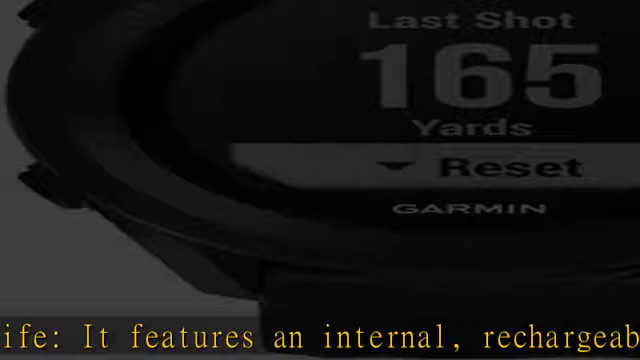 Last Shot
165
Yards
Reset
GARMIN
ife: It features an internal, rechargeab